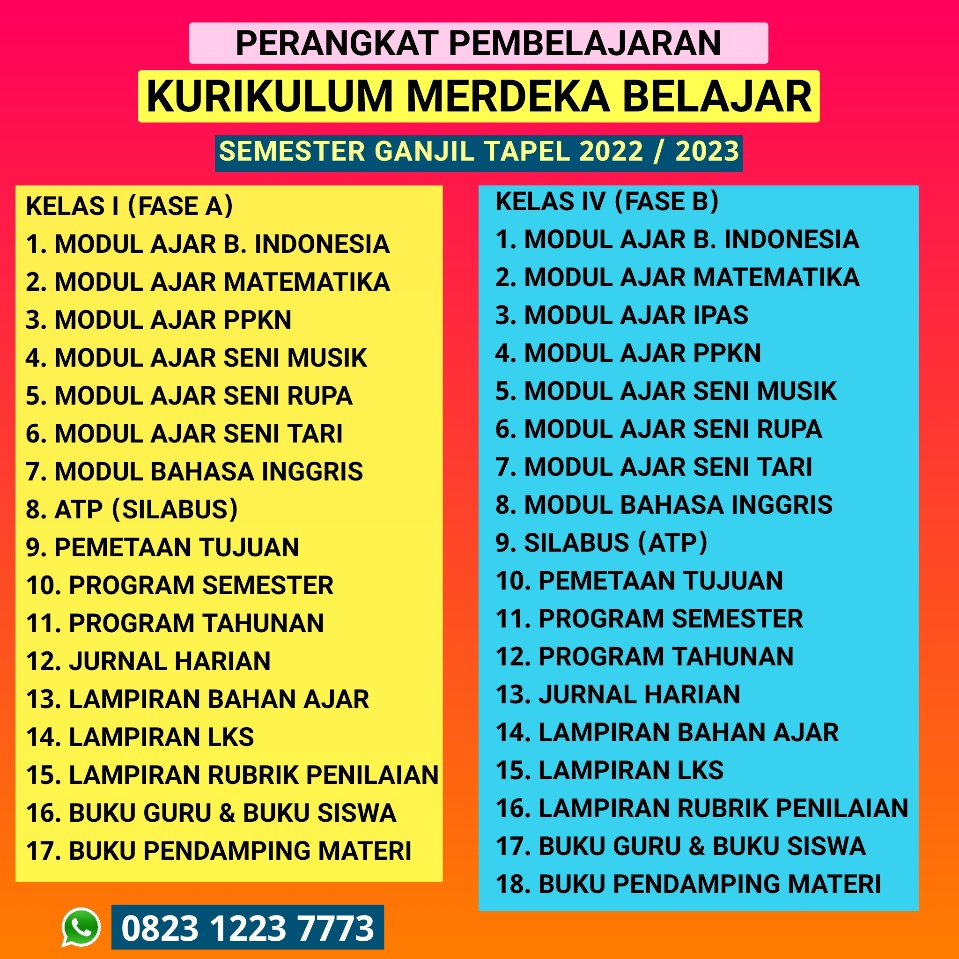 PERANGKAT PEMBELAJARAN
KURIKULUM MERDEKA BELAJAR
SEMESTER GANJIL TAPEL 2022 / 2023
KELAS I (FASE A)
1. MODUL AJAR B. INDONESIA
2. MODUL AJAR MATEMATIKA
3. MODUL AJAR PPKN
4. MODUL AJAR SENI MUSIK
5. MODUL AJAR SENI RUPA
6. MODUL AJAR SENI TARI
7. MODUL BAHASA INGGRIS
8. ATP (SILABUS)
9. PEMETAAN TUJUAN
10. PROGRAM SEMESTER
11. PROGRAM TAHUNAN
12. JURNAL HARIAN
13. LAMPIRAN BAHAN AJAR
14. LAMPIRAN LKS
15. LAMPIRAN RUBRIK PENILAIAN
16. BUKU GURU & BUKU SISWA
17. BUKU PENDAMPING MATERI
KELAS IV (FASE B)
1. MODUL AJAR B. INDONESIA
2. MODUL AJAR MATEMATIKA
3. MODUL AJAR IPAS
4. MODUL AJAR PPKN
5. MODUL AJAR SENI MUSIK
6. MODUL AJAR SENI RUPA
7. MODUL AJAR SENI TARI
8. MODUL BAHASA INGGRIS
9. SILABUS (ATP)
10. PEMETAAN TUJUAN
11. PROGRAM SEMESTER
12. PROGRAM TAHUNAN
13. JURNAL HARIAN
14. LAMPIRAN BAHAN AJAR
15. LAMPIRAN LKS
16. LAMPIRAN RUBRIK PENILAIAN
17. BUKU GURU & BUKU SISWA
18. BUKU PENDAMPING MATERI
0823 1223 7773